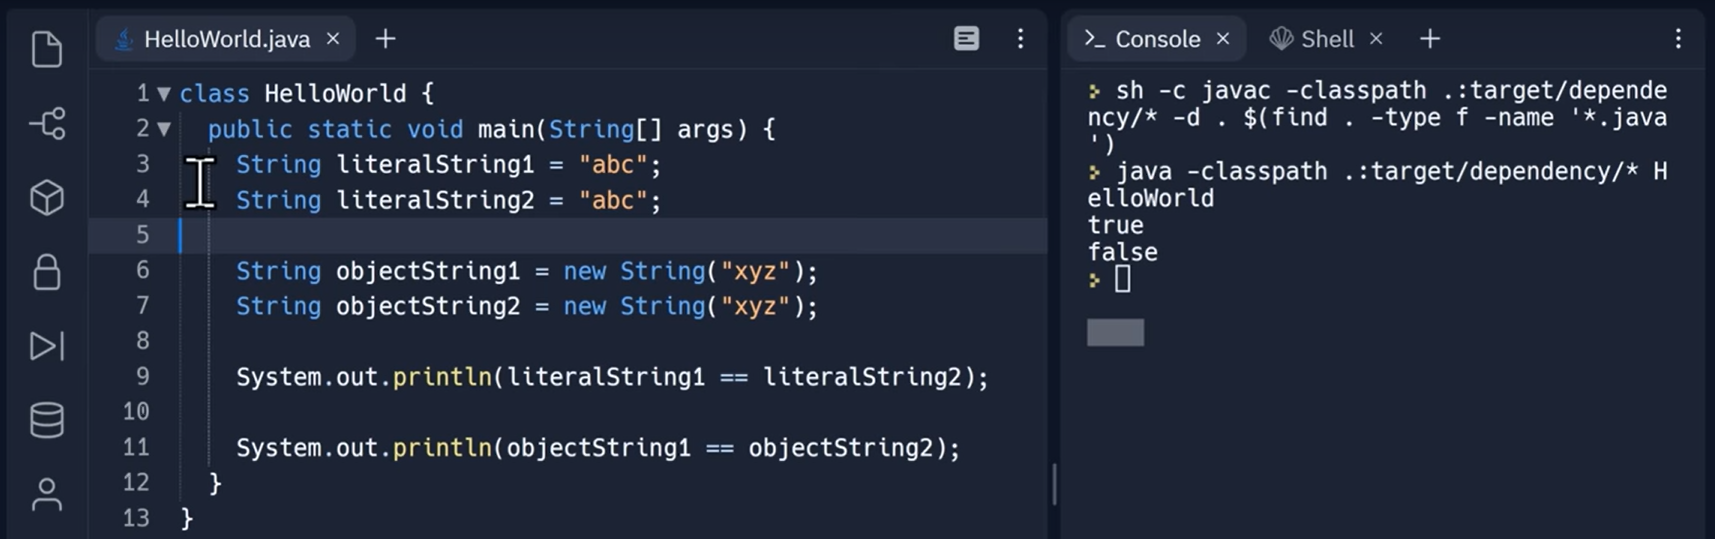 HelloWorld.java × +
1 class HelloWorld {
2 public static void main(String[] args) {
3 String literalString1 = "abc";
4 String literalString2 = "abc";
5
6 String objectString1 = new String("xyz");
7 String objectString2 = new String("xyz");
8
9 System.out.println(literalString1 == literalString2);
10
11 System.out.println(objectString1 == objectString2);
12 }
13 }
>_ Console × Shell × +
sh -c javac -classpath .:target/depende
ncy/* -d . $(find . -type f -name '*.java
')
java -classpath .:target/dependency/* H
elloWorld
true
false